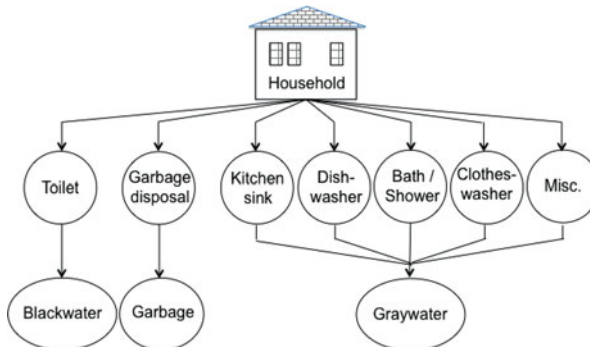 Household
Toilet
Garbage
disposal
Kitchen
sink
Dish-
washer
Bath /
Shower
Clothes-
washer
Misc.
Blackwater
Garbage
Graywater